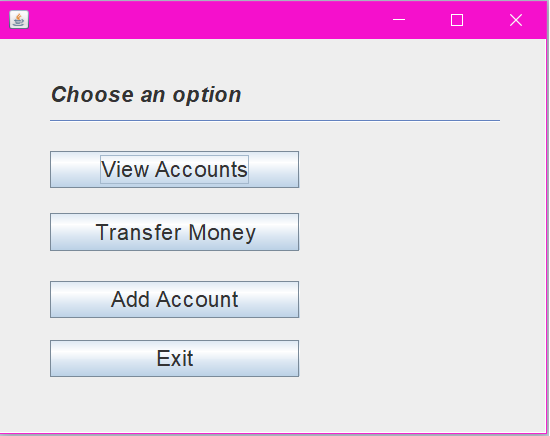 Choose an option
View Accounts
Transfer Money
Add Account
Exit